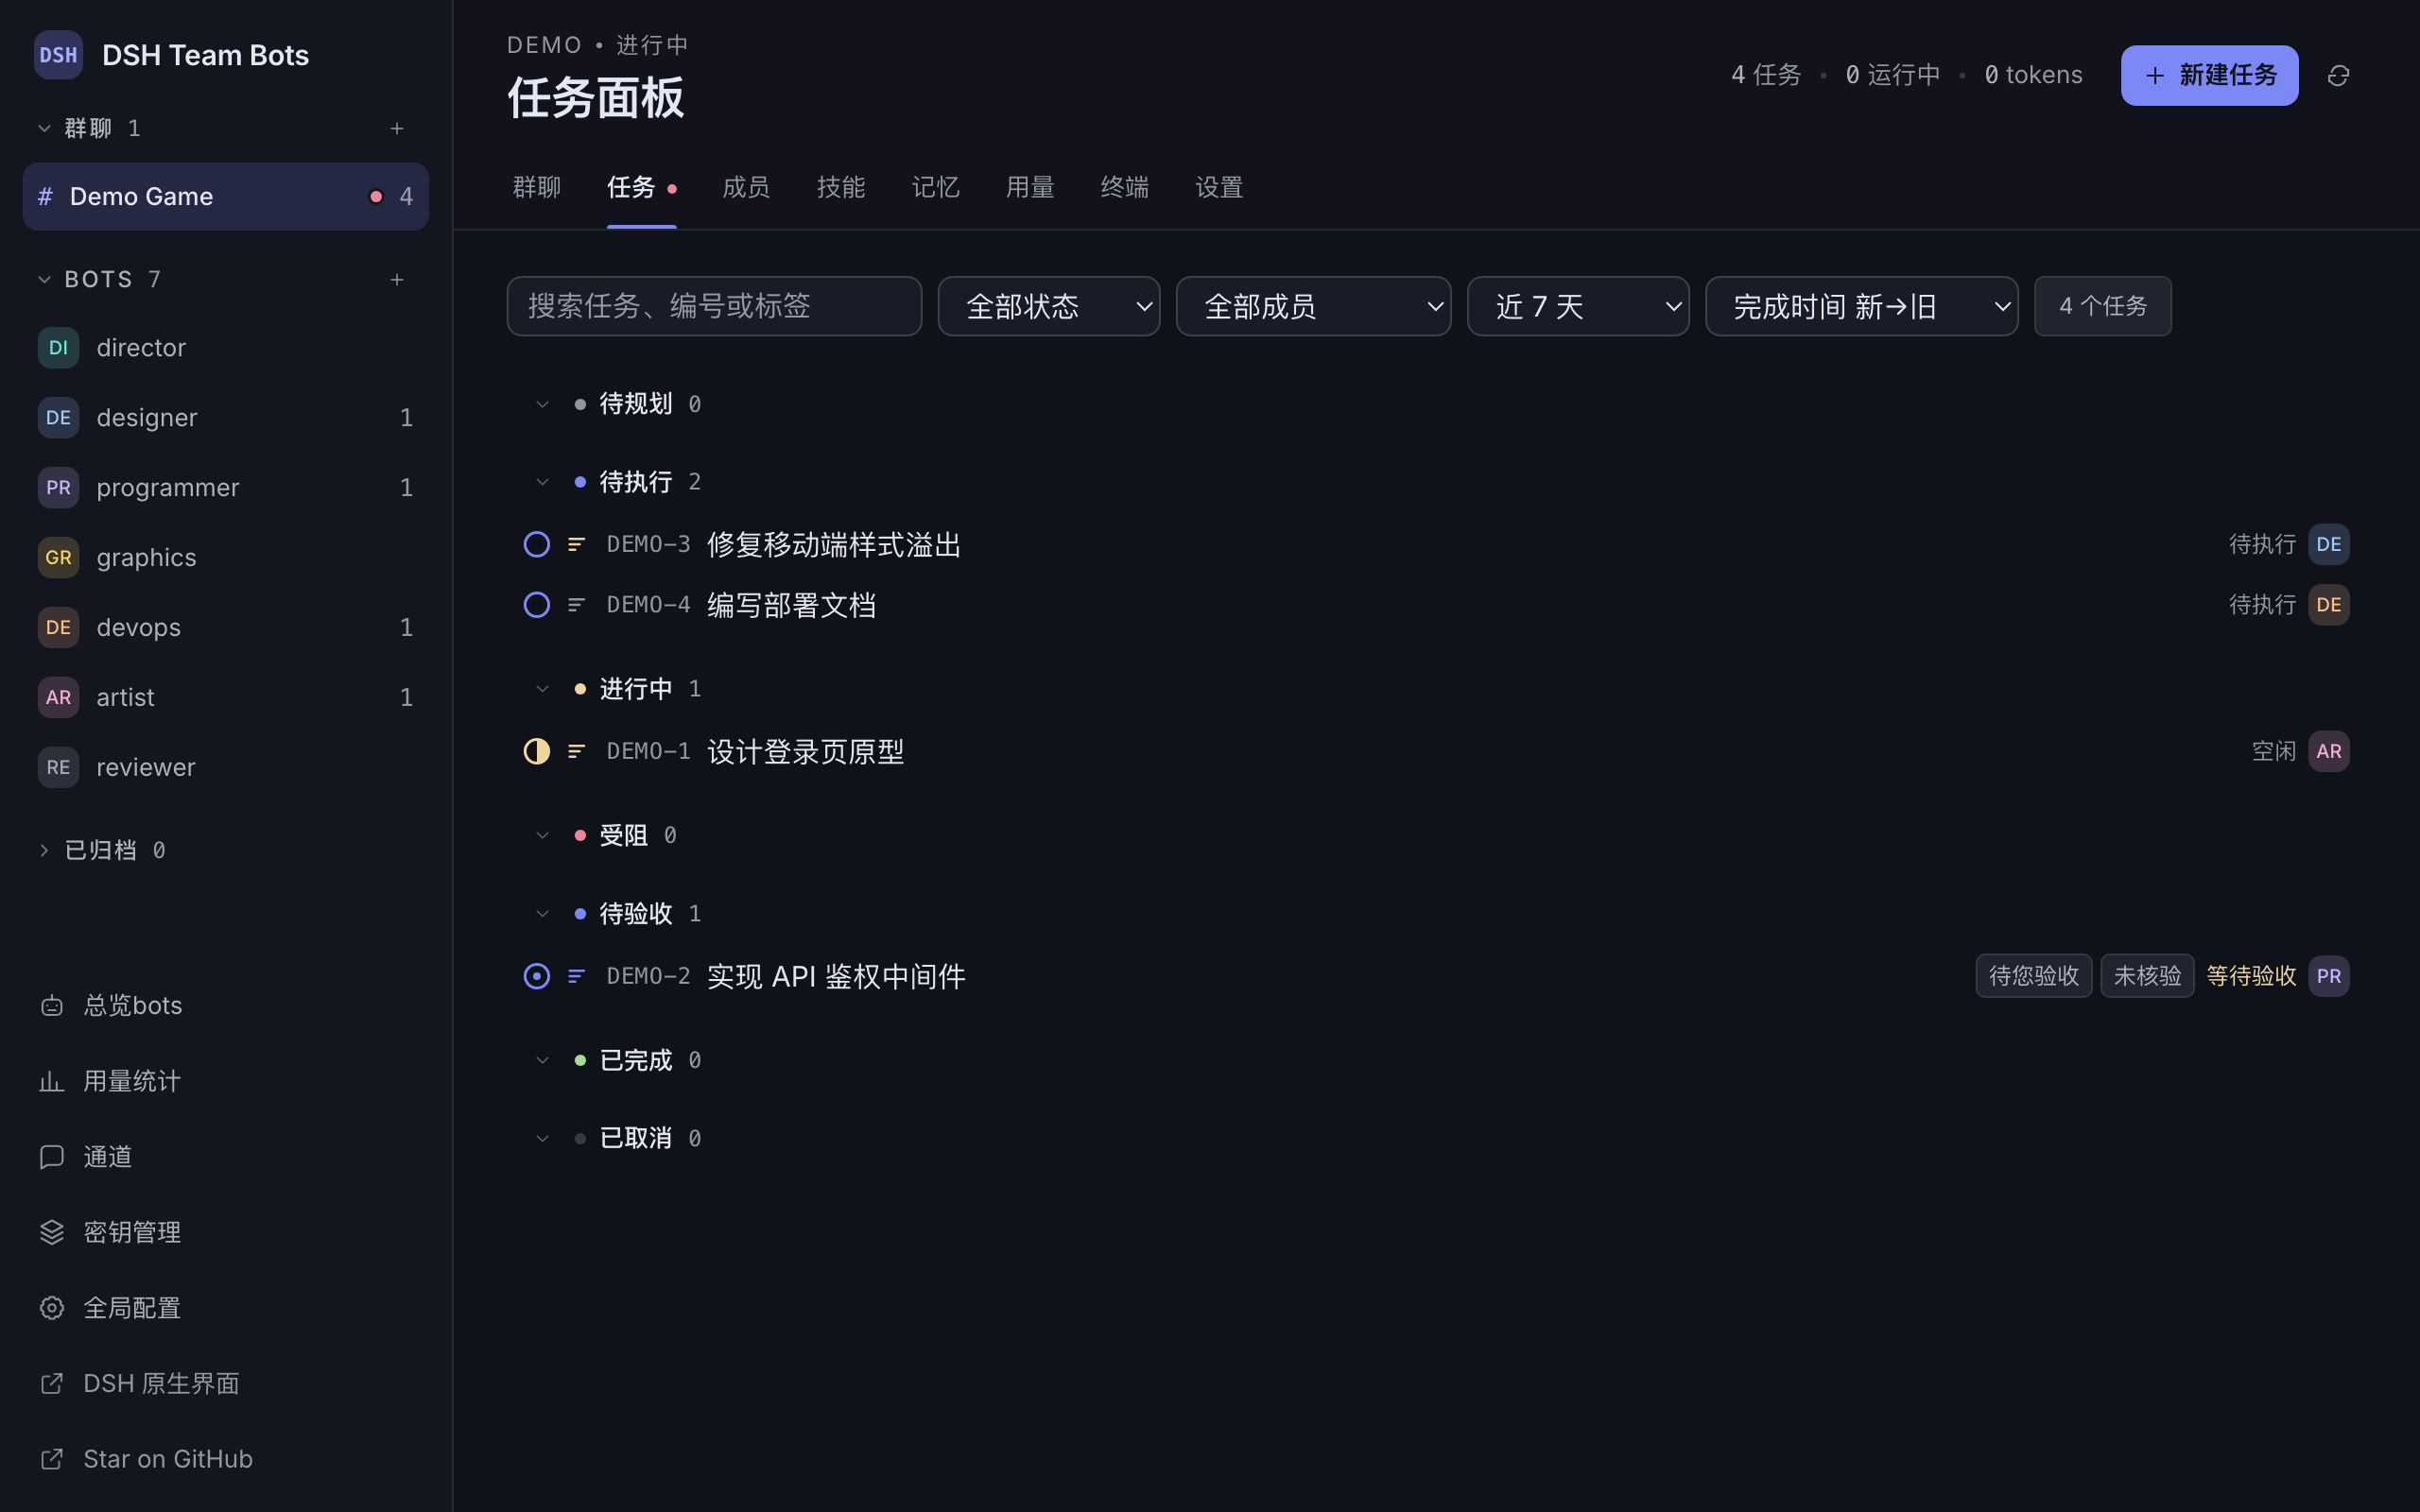 DSH DSH Team Bots
群聊 1 +
# Demo Game 4
BOTS 7 +
DI director
DE designer 1
PR programmer 1
GR graphics
DE devops 1
AR artist 1
RE reviewer
已归档 0
总览bots
用量统计
通道
密钥管理
全局配置
DSH 原生界面
Star on GitHub
DEMO • 进行中
任务面板
4 任务 • 0 运行中 • 0 tokens
+ 新建任务
群聊 任务 成员 技能 记忆 用量 终端 设置
搜索任务、编号或标签 全部状态 全部成员 近 7 天 完成时间 新→旧 4 个任务
待规划 0
待执行 2
DEMO-3 修复移动端样式溢出 待执行 DE
DEMO-4 编写部署文档 待执行 DE
进行中 1
DEMO-1 设计登录页原型 空闲 AR
受阻 0
待验收 1
DEMO-2 实现 API 鉴权中间件 待您验收 未核验 等待验收 PR
已完成 0
已取消 0